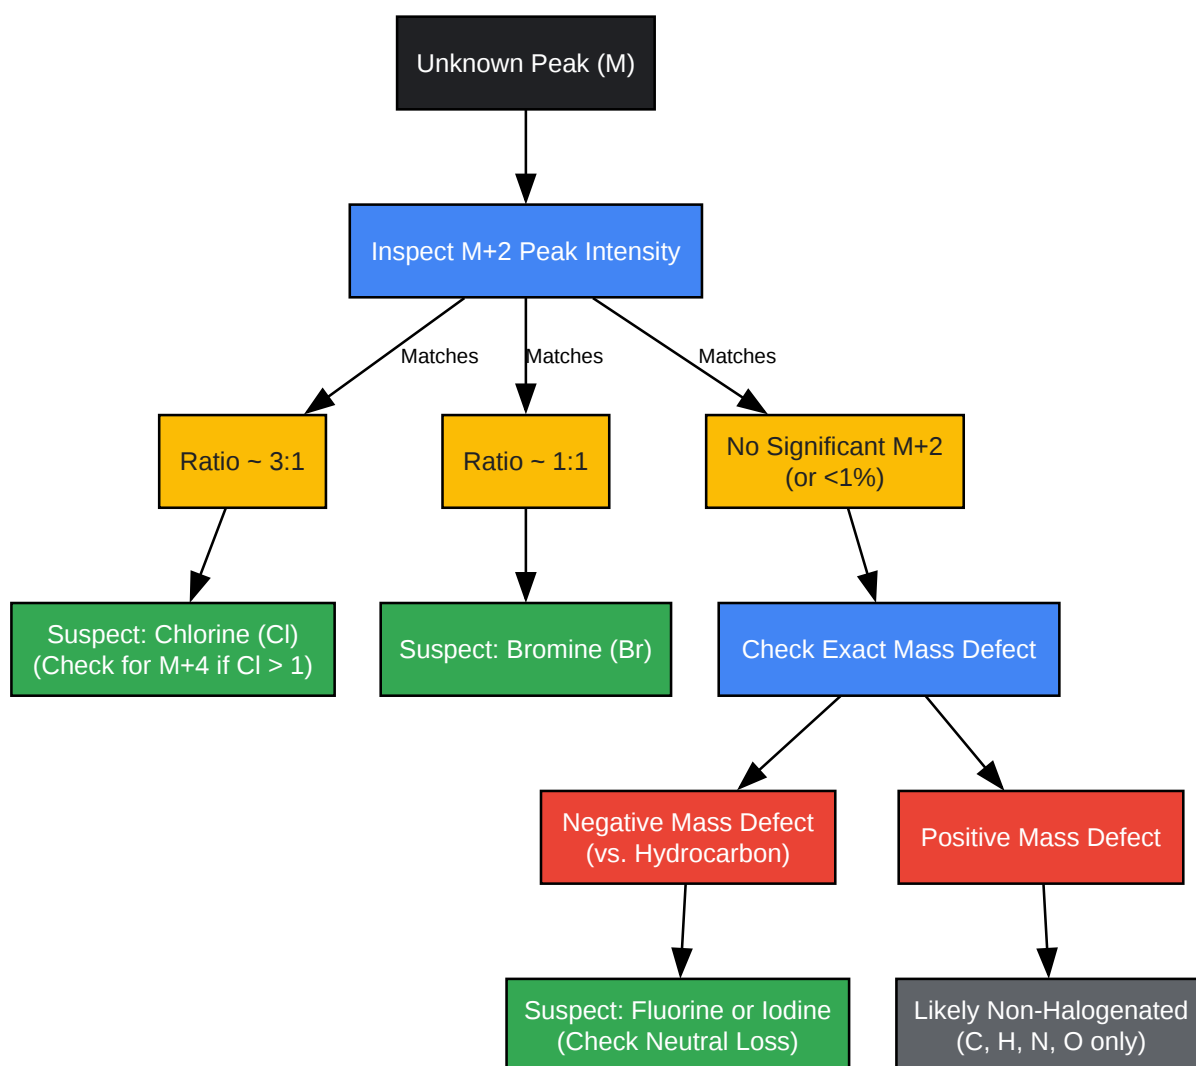 Unknown Peak (M)
Inspect M+2 Peak Intensity
Matches
Matches
Matches
Ratio ~ 3:1
Ratio ~ 1:1
No Significant M+2
(or <1%)
Suspect: Chlorine (Cl)
(Check for M+4 if Cl > 1)
Suspect: Bromine (Br)
Check Exact Mass Defect
Negative Mass Defect
(vs. Hydrocarbon)
Positive Mass Defect
Suspect: Fluorine or Iodine
(Check Neutral Loss)
Likely Non-Halogenated
(C, H, N, O only)